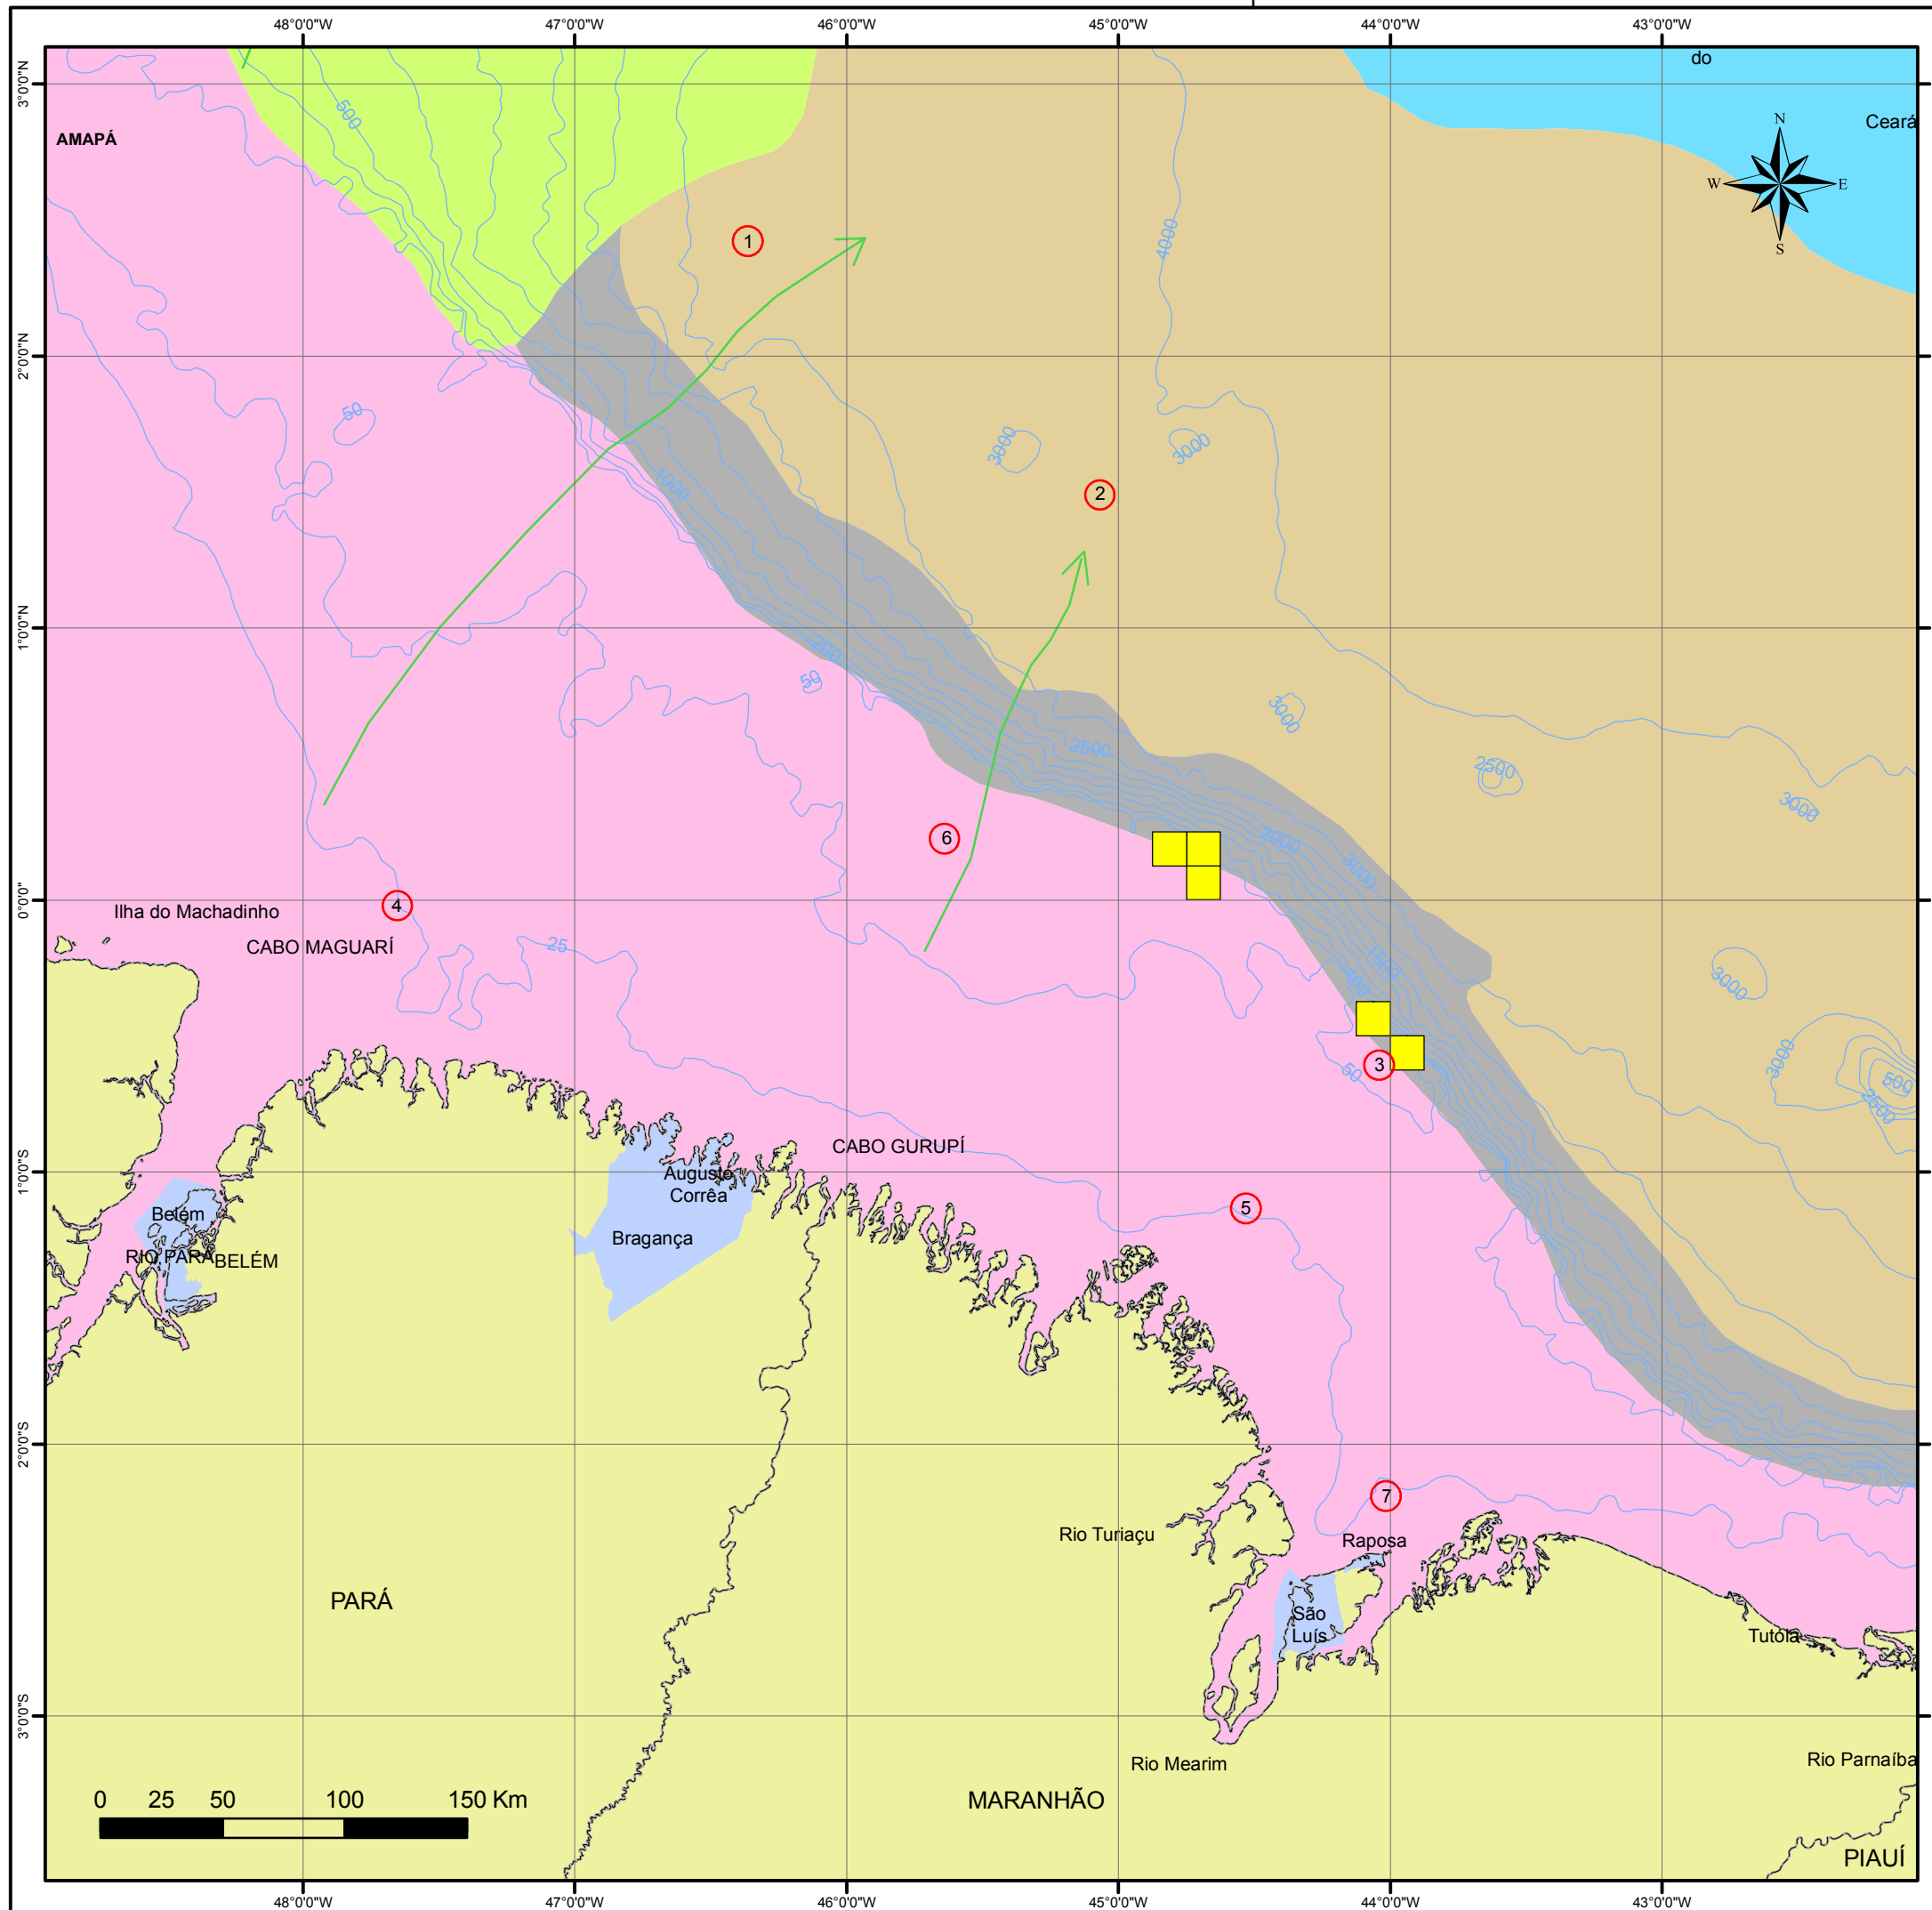 48°0'0"W 47°0'0"W 46°0'0"W 45°0'0"W 44°0'0"W 43°0'0"W
do
3°0'0"N
500
AMAPÁ
Ceará
N
W E
S
1
4000
2°0'0"N
50
3000
3000
1000
2
1°0'0"N
200
50
3000
2500
2500
3000
6
2000
3000
0°0'0"
4
Ilha do Machadinho
CABO MAGUARÍ
25
1500
400
3000
3
50
3000
500
2500
CABO GURUPÍ
1°0'0"S
Augusto
Corrêa
Belém
5
Bragança
RIO PARÁ
BELÉM
2°0'0"S
7
Rio Turiaçu
Raposa
PARÁ
São
Luís
Tutóia
3°0'0"S
Rio Mearim
Rio Parnaíba
0 25 50 100 150 Km
MARANHÃO
PIAUÍ
48°0'0"W 47°0'0"W 46°0'0"W 45°0'0"W 44°0'0"W 43°0'0"W